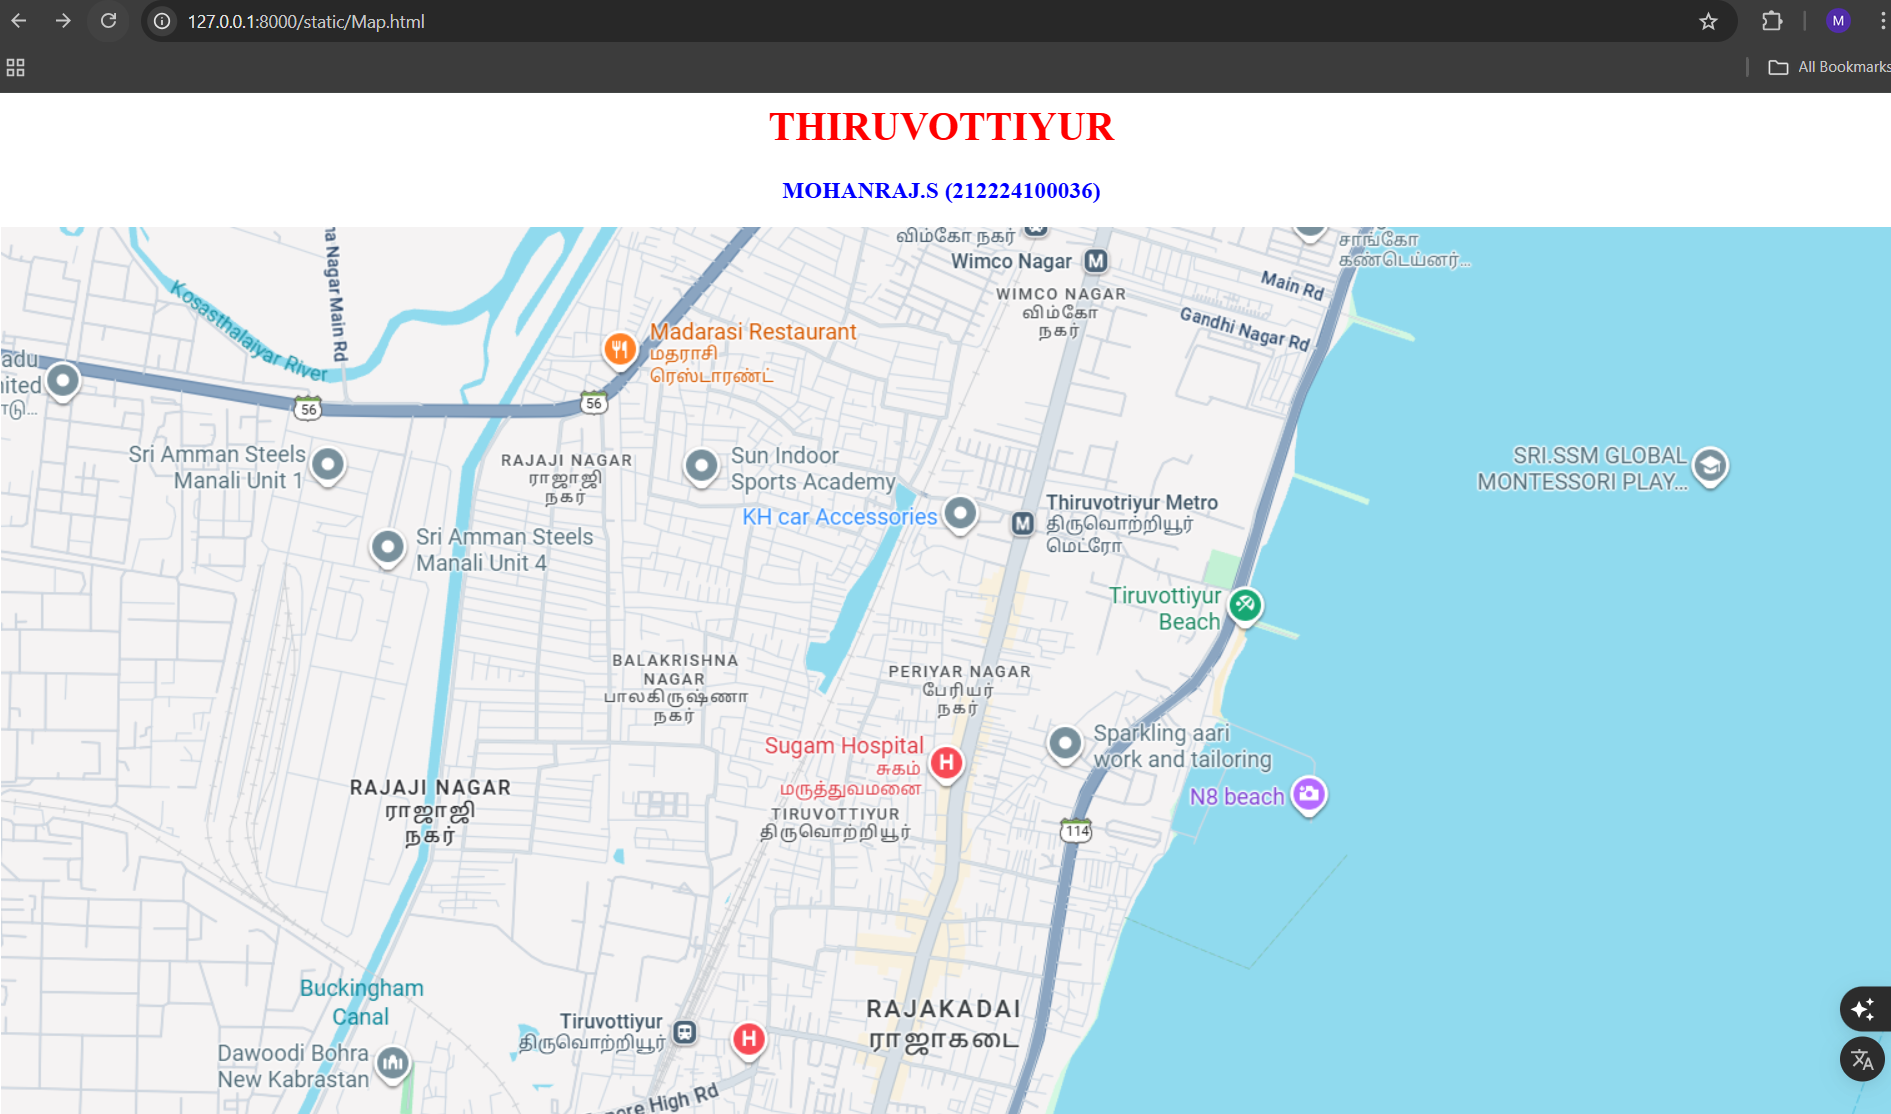 127.0.0.1:8000/static/Map.html
M
All Bookmarks
THIRUVOTTIYUR
MOHANRAJ.S (212224100036)
விம்கோ நகர்
Wimco Nagar
M
சாங்கோ
கண்டெய்னர்...
Main Rd
WIMCO NAGAR
விம்கோ
நகர்
Gandhi Nagar Rd
Nagar Main Rd
Kosasthalaiyar River
Madarasi Restaurant
மதராசி
ரெஸ்டாரண்ட்
56
56
Sri Amman Steels
Manali Unit 1
RAJAJI NAGAR
ராஜாஜி
நகர்
Sun Indoor
Sports Academy
KH car Accessories
Thiruvotriyur Metro
திருவொற்றியூர்
மெட்ரோ
M
SRI.SSM GLOBAL
MONTESSORI PLAY...
Sri Amman Steels
Manali Unit 4
Tiruvottiyur
Beach
BALAKRISHNA
NAGAR
பாலகிருஷ்ணா
நகர்
PERIYAR NAGAR
பேரியர்
நகர்
Sugam Hospital
சுகம்
மருத்துவமனை
H
Sparkling aari
work and tailoring
N8 beach
RAJAJI NAGAR
ராஜாஜி
நகர்
TIRUVOTTIYUR
திருவொற்றியூர்
114
Buckingham
Canal
RAJAKADAI
ராஜாகடை
Tiruvottiyur
திருவொற்றியூர்
H
Dawoodi Bohra
New Kabrastan
High Rd